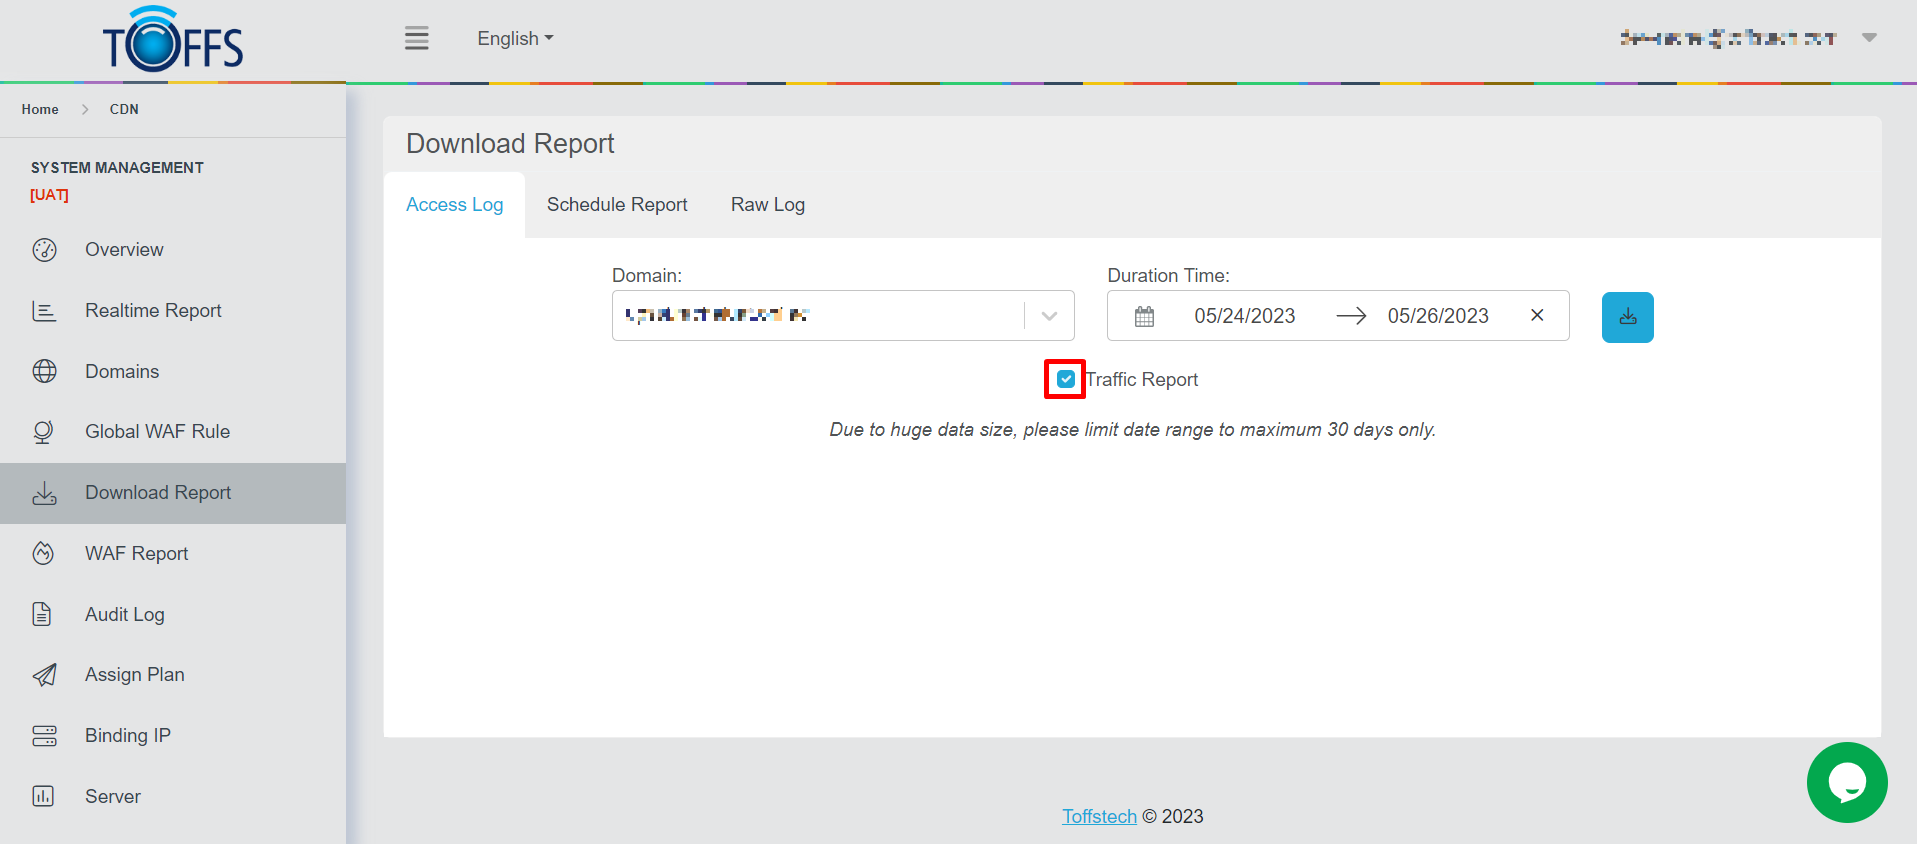 TOFFS
English
Home > CDN
SYSTEM MANAGEMENT
[UAT]
Overview
Realtime Report
Domains
Global WAF Rule
Download Report
WAF Report
Audit Log
Assign Plan
Binding IP
Server
Download Report
Access Log
Schedule Report
Raw Log
Domain:
Duration Time:
05/24/2023 → 05/26/2023
Traffic Report
Due to huge data size, please limit date range to maximum 30 days only.
Toffstech © 2023